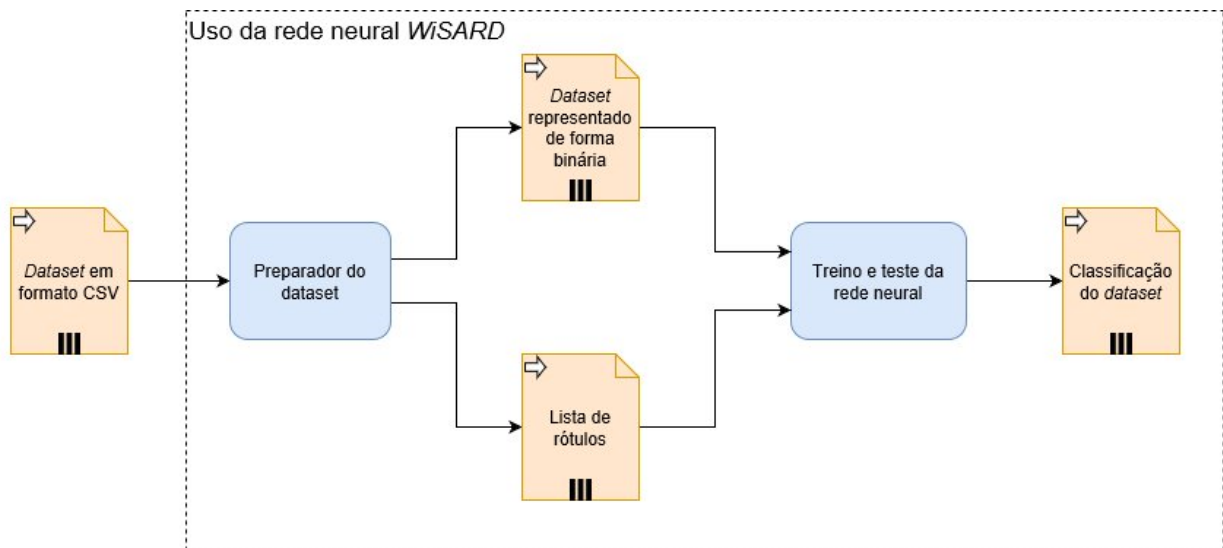 Uso da rede neural WiSARD
Dataset em
formato CSV
Preparador do
dataset
Dataset
representado
de forma
binária
Lista de
rótulos
Treino e teste da
rede neural
Classificação
do dataset